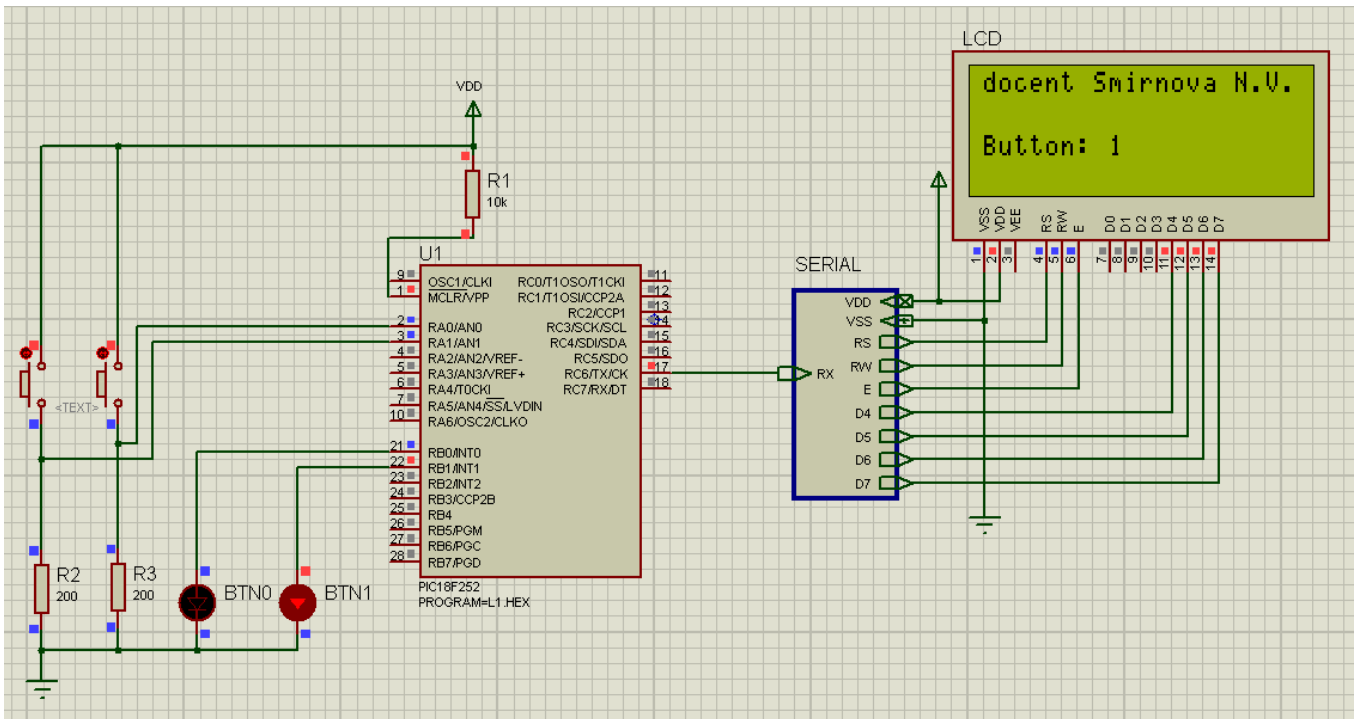 LCD
docent Smirnova N.V.
Button: 1
VSS
VDD
VEE
RS
RW
E
D0
D1
D2
D3
D4
D5
D6
D7
1
2
3
4
5
6
7
8
9
10
11
12
13
14
VDD
R1
10k
U1
9 OSC1/CLKI
1 MCLR/VPP
2 RA0/AN0
3 RA1/AN1
4 RA2/AN2/VREF-
5 RA3/AN3/VREF+
6 RA4/T0CKI
7 RA5/AN4/SS/LVDIN
10 RA6/OSC2/CLKO
21 RB0/INT0
22 RB1/INT1
23 RB2/INT2
24 RB3/CCP2B
25 RB4
26 RB5/PGM
27 RB6/PGC
28 RB7/PGD
RC0/T1OSO/T1CKI 11
RC1/T1OSI/CCP2A 12
RC2/CCP1 13
RC3/SCK/SCL 14
RC4/SDI/SDA 15
RC5/SDO 16
RC6/TX/CK 17
RC7/RX/DT 18
PIC18F252
PROGRAM=L1.HEX
SERIAL
RX
VDD
VSS
RS
RW
E
D4
D5
D6
D7
<TEXT>
R2
200
R3
200
BTN0
BTN1